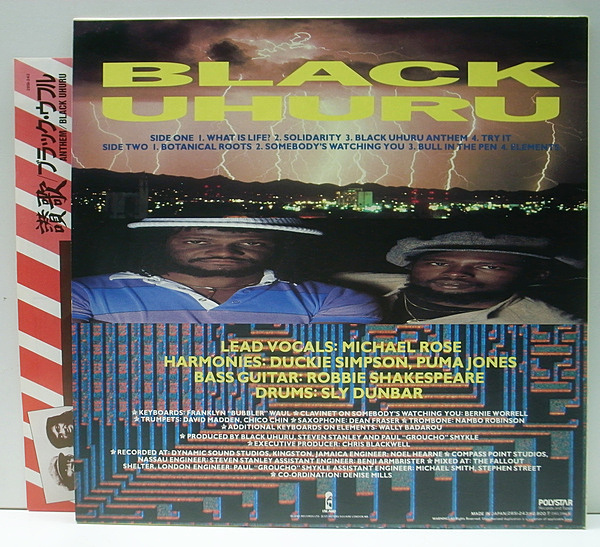 BLACK
UHURU
SIDE ONE 1. WHAT IS LIFE? 2. SOLIDARITY 3. BLACK UHURU ANTHEM 4. TRY IT
SIDE TWO 1. BOTANICAL ROOTS 2. SOMEBODY'S WATCHING YOU 3. BULL IN THE PEN 4. ELEMENTS
LEAD VOCALS: MICHAEL ROSE
HARMONIES: DUCKIE SIMPSON, PUMA JONES
BASS GUITAR: ROBBIE SHAKESPEARE
DRUMS: SLY DUNBAR
★ KEYBOARDS: FRANKLYN "BUBBLER" WAUL ★ CLAVINET ON SOMEBODY'S WATCHING YOU: BERNIE WORRELL
★ TRUMPETS: DAVID MADDEN, CHICO CHIN ★ SAXOPHONE: DEAN FRASER ★ TROMBONE: NAMBO ROBINSON
★ ADDITIONAL KEYBOARDS ON ELEMENTS: WALLY BADAROU
★ PRODUCED BY BLACK UHURU, STEVEN STANLEY AND PAUL "GROUCHO" SMYKLE
★ EXECUTIVE PRODUCER: CHRIS BLACKWELL
★ RECORDED AT: DYNAMIC SOUND STUDIOS, KINGSTON, JAMAICA ENGINEER: NOEL HEARNE ★ COMPASS POINT STUDIOS,
NASSAU ENGINEER: STEVEN STANLEY ASSISTANT ENGINEER: BENJI ARMBRISTER ★ MIXED AT: THE FALLOUT
SHELTER, LONDON ENGINEER: PAUL "GROUCHO" SMYKLE ASSISTANT ENGINEER: MICHAEL SMITH, STEPHEN STREET
★ CO-ORDINATION: DENISE MILLS
POLYSTAR
MADE IN JAPAN
讃歌 ブラック・ウフル
ANTHEM / BLACK UHURU